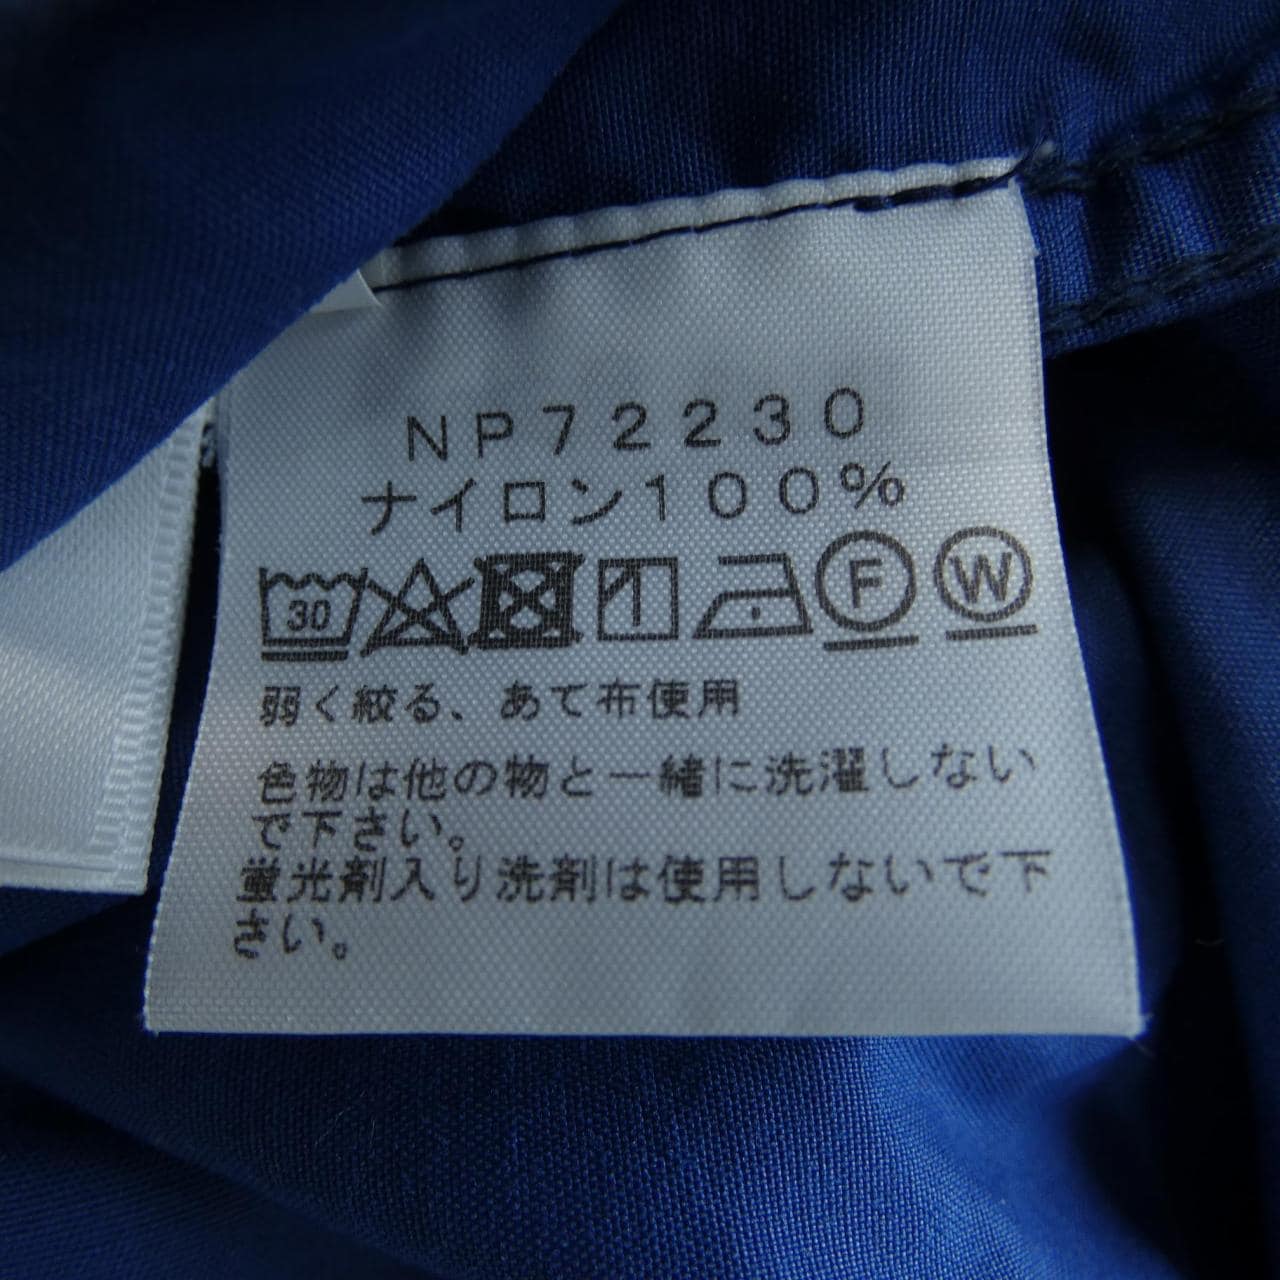 NP72230
ナイロン100%
30 F W
弱く絞る、あて布使用
色物は他の物と一緒に洗濯しない
で下さい。
蛍光剤入り洗剤は使用しないで下
さい。